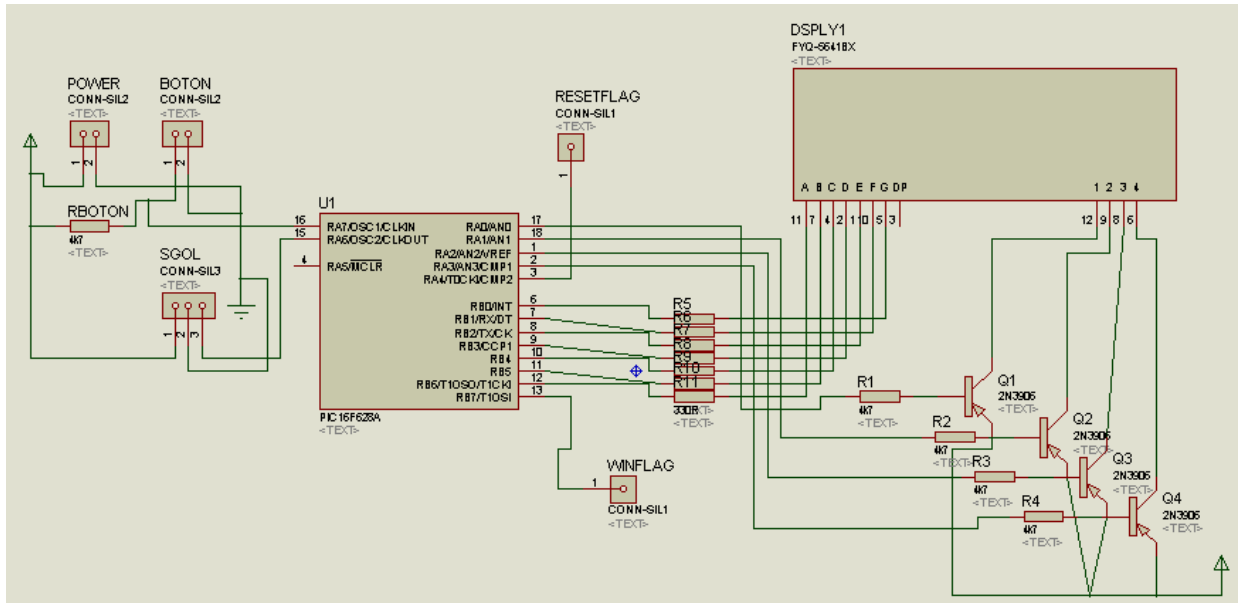 DSPLY1
FYQ-5641BX
<TEXT>
POWER
CONN-SIL2
<TEXT>
BOTON
CONN-SIL2
<TEXT>
RESETFLAG
CONN-SIL1
<TEXT>
1
2
1
2
1
A B C D E F G DP
1 2 3 4
11 7 4 2 1 10 5 3
12 9 8 6
RBOTON
4k7
<TEXT>
SGOL
CONN-SIL3
<TEXT>
1
2
3
U1
16 RA7/OSC1/CLKIN
15 RA6/OSC2/CLKOUT
4 RA5/MCLR
RA0/AN0 17
RA1/AN1 18
RA2/AN2/VREF 1
RA3/AN3/CMP1 2
RA4/T0CKI/CMP2 3
RB0/INT 6
RB1/RX/DT 7
RB2/TX/CK 8
RB3/CCP1 9
RB4 10
RB5 11
RB6/T1OSO/T1CKI 12
RB7/T1OSI 13
PIC16F628A
<TEXT>
R5
R6
R7
R8
R9
R10
R11
330R
<TEXT>
R1
4k7
<TEXT>
R2
4k7
<TEXT>
R3
4k7
<TEXT>
R4
4k7
<TEXT>
Q1
2N3906
<TEXT>
Q2
2N3906
<TEXT>
Q3
2N3906
<TEXT>
Q4
2N3906
<TEXT>
WINFLAG
1
CONN-SIL1
<TEXT>